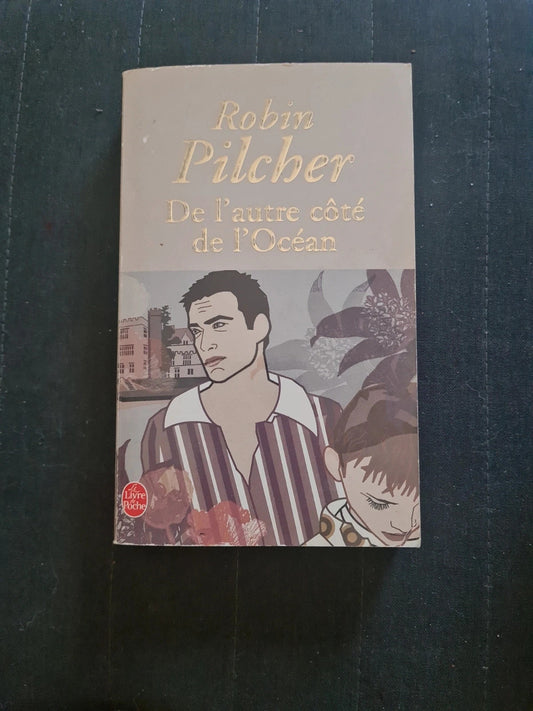 Robin
Pilcher
De l'autre côté
de l'Océan
Le
Livre
de
Poche